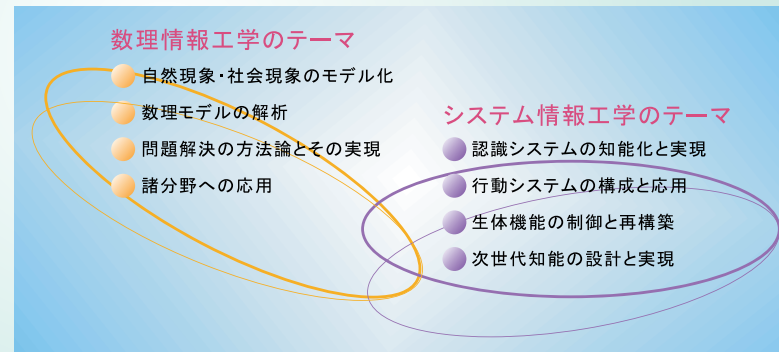 数理情報工学のテーマ
自然現象・社会現象のモデル化
数理モデルの解析
問題解決の方法論とその実現
諸分野への応用
システム情報工学のテーマ
認識システムの知能化と実現
行動システムの構成と応用
生体機能の制御と再構築
次世代知能の設計と実現